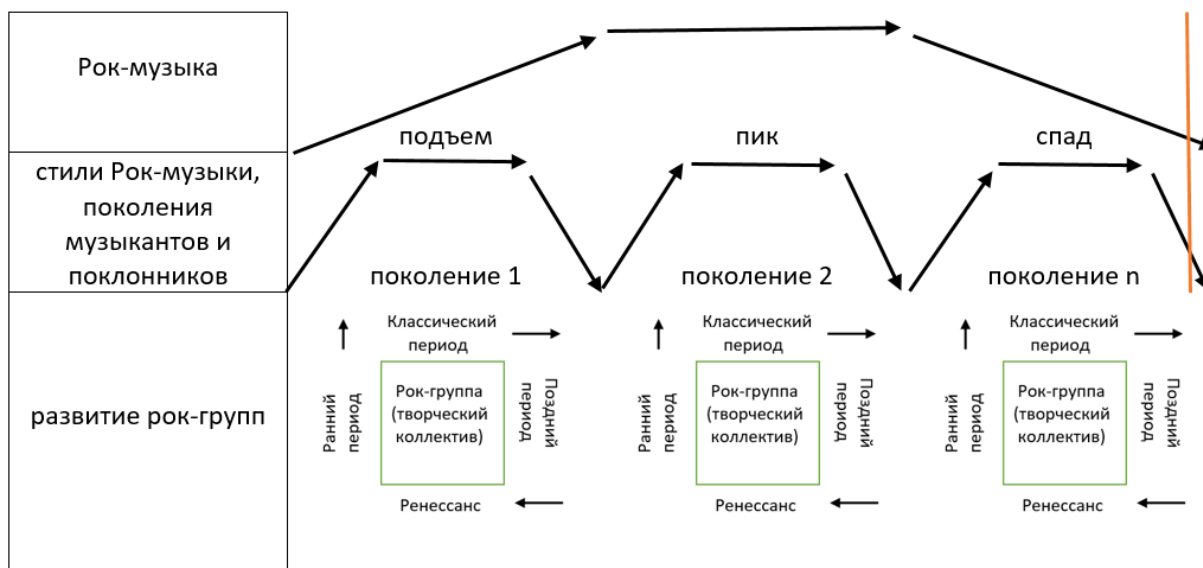 Рок-музыка
подъем
пик
спад
стили Рок-музыки,
поколения
музыкантов и
поклонников
поколение 1
поколение 2
поколение n
развитие рок-групп
Классический
период
Ранний
период
Рок-группа
(творческий
коллектив)
Поздний
период
Ренессанс
Классический
период
Ранний
период
Рок-группа
(творческий
коллектив)
Поздний
период
Ренессанс
Классический
период
Ранний
период
Рок-группа
(творческий
коллектив)
Поздний
период
Ренессанс